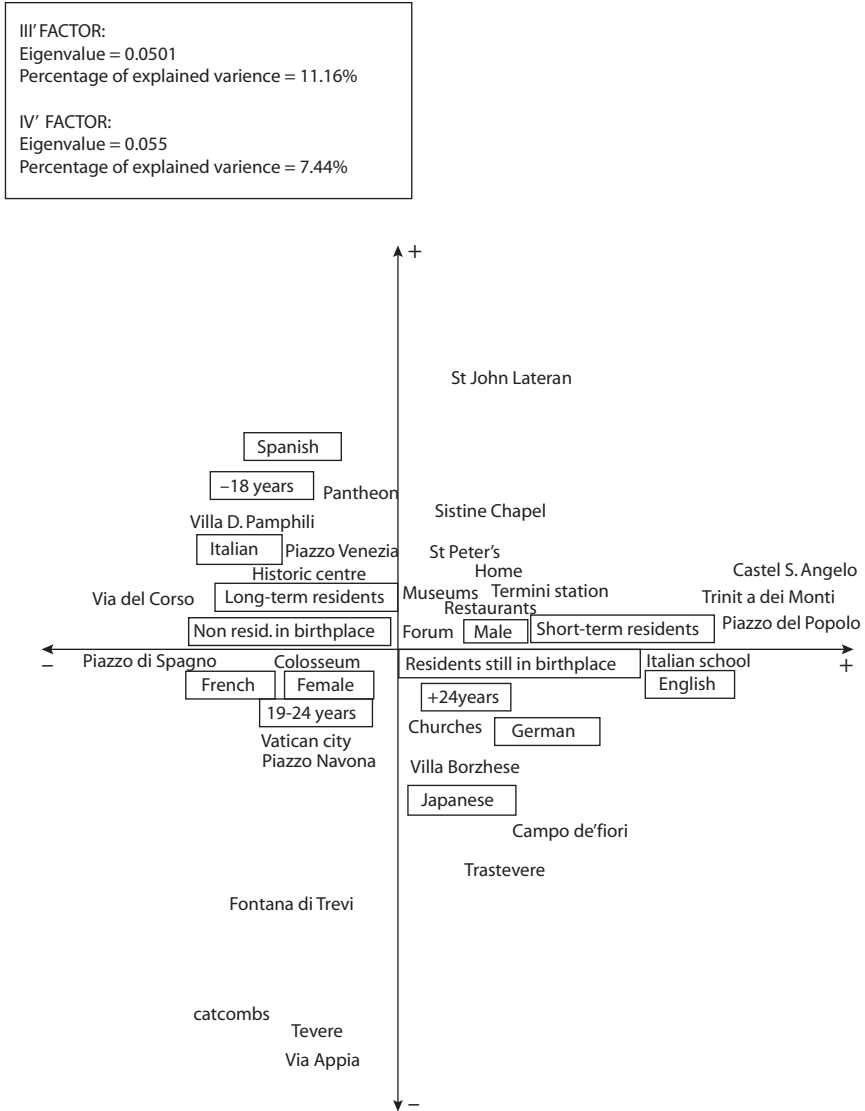 III' FACTOR:
Eigenvalue = 0.0501
Percentage of explained varience = 11.16%
IV' FACTOR:
Eigenvalue = 0.055
Percentage of explained varience = 7.44%
+
St John Lateran
Spanish
–18 years
Pantheon
Sistine Chapel
Villa D. Pamphili
Italian
Piazzo Venezia
St Peter's
Historic centre
Home
Castel S. Angelo
Via del Corso
Long-term residents
Museums
Termini station
Trinit a dei Monti
Restaurants
Non resid. in birthplace
Forum
Male
Short-term residents
Piazzo del Popolo
–
Piazzo di Spagno
Colosseum
Residents still in birthplace
Italian school
+
French
Female
English
+24years
19-24 years
Churches
German
Vatican city
Piazzo Navona
Villa Borzhese
Japanese
Campo de'fiori
Trastevere
Fontana di Trevi
catcombs
Tevere
Via Appia
–